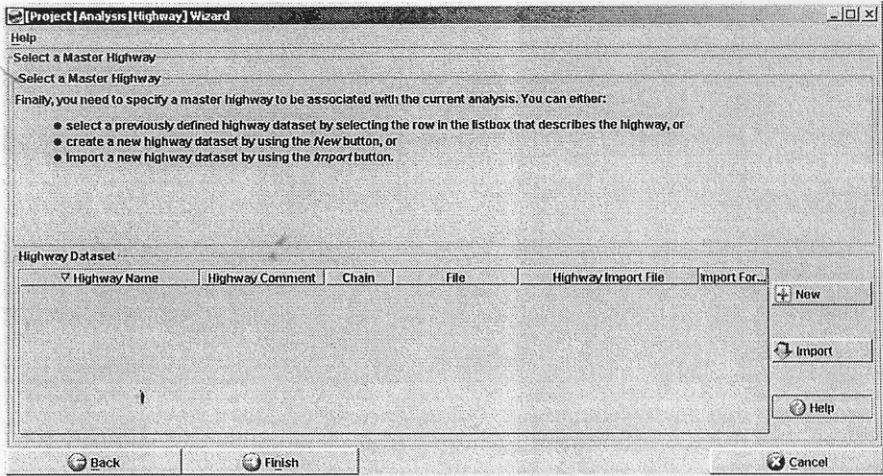 [Project|Analysis|Highway] Wizard
Help
Select a Master Highway
Select a Master Highway
Finally, you need to specify a master highway to be associated with the current analysis. You can either:
● select a previously defined highway dataset by selecting the row in the listbox that describes the highway, or
● create a new highway dataset by using the New button, or
● import a new highway dataset by using the Import button.
Highway Dataset
Highway Name Highway Comment Chain File Highway Import File Import For...
New
Import
Help
Back Finish Cancel